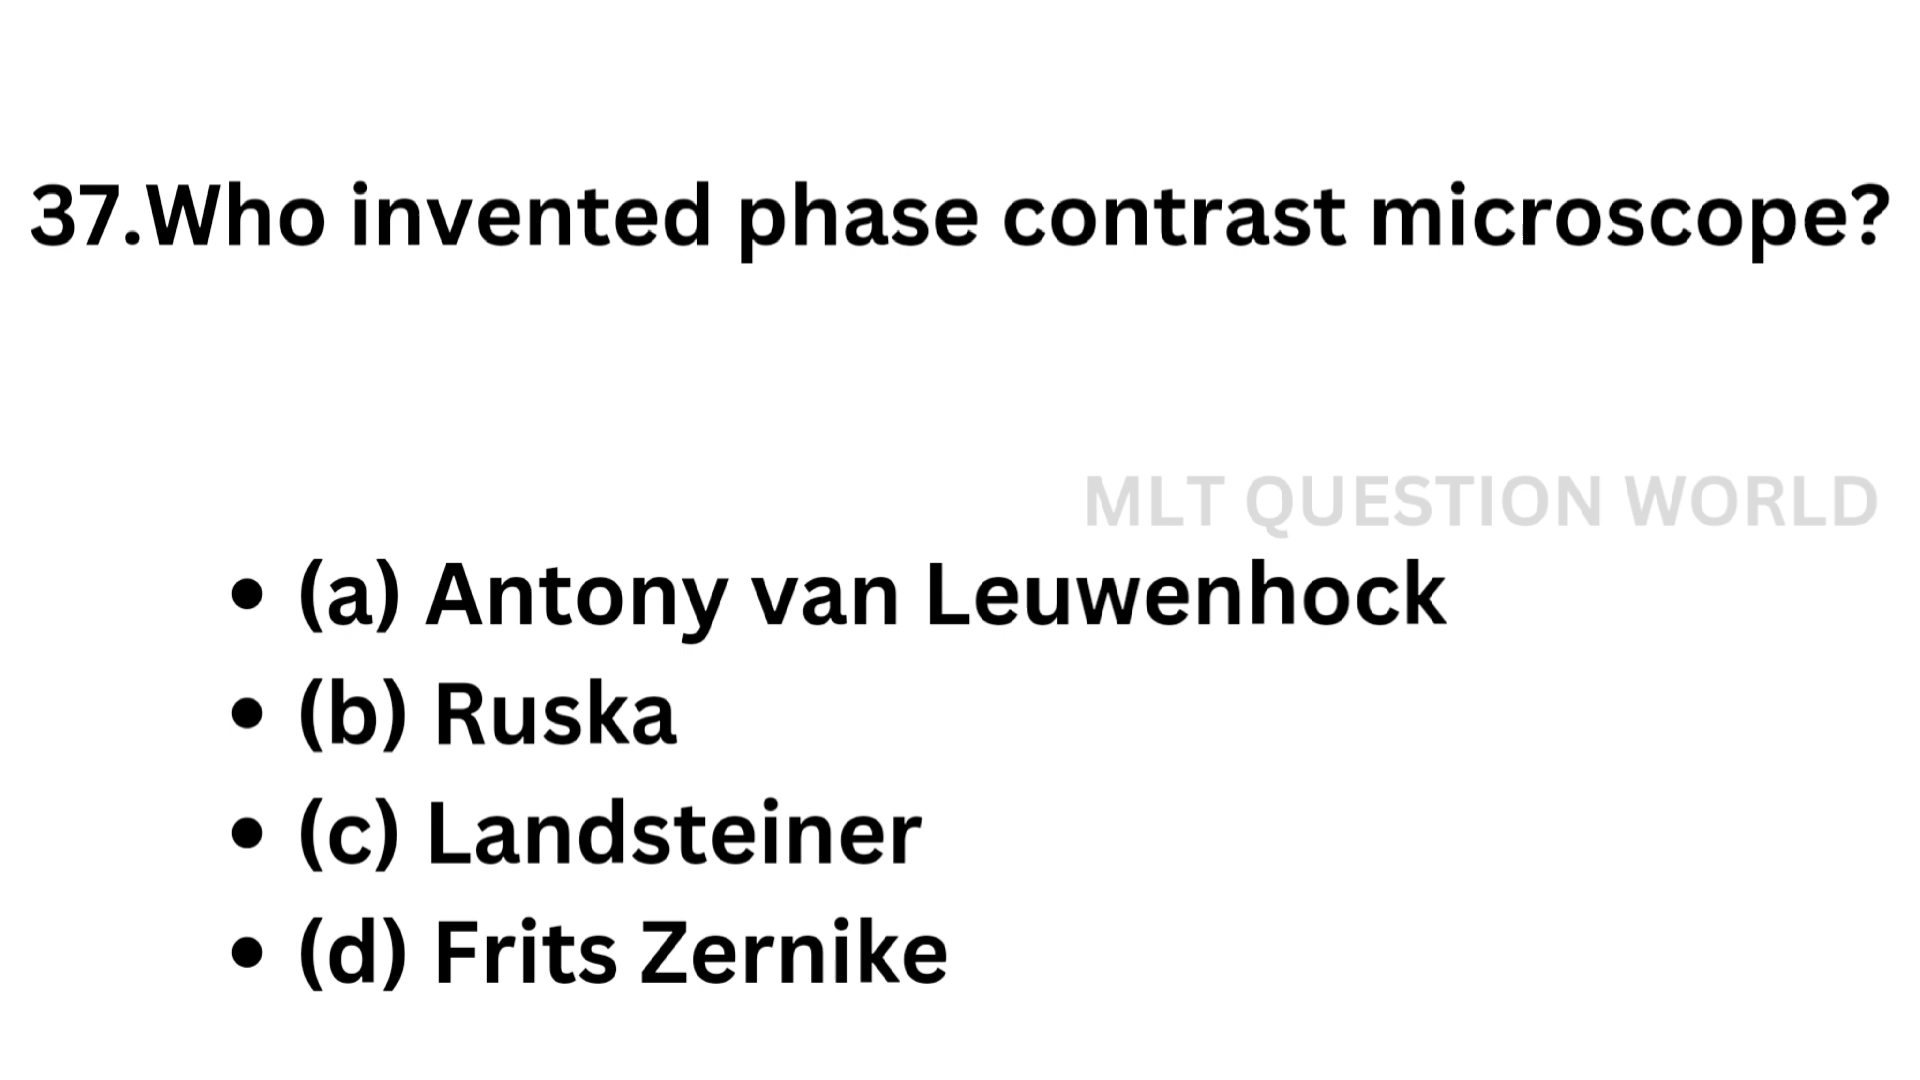 37.Who invented phase contrast microscope?
MLT QUESTION WORLD
• (a) Antony van Leuwenhock
• (b) Ruska
• (c) Landsteiner
• (d) Frits Zernike